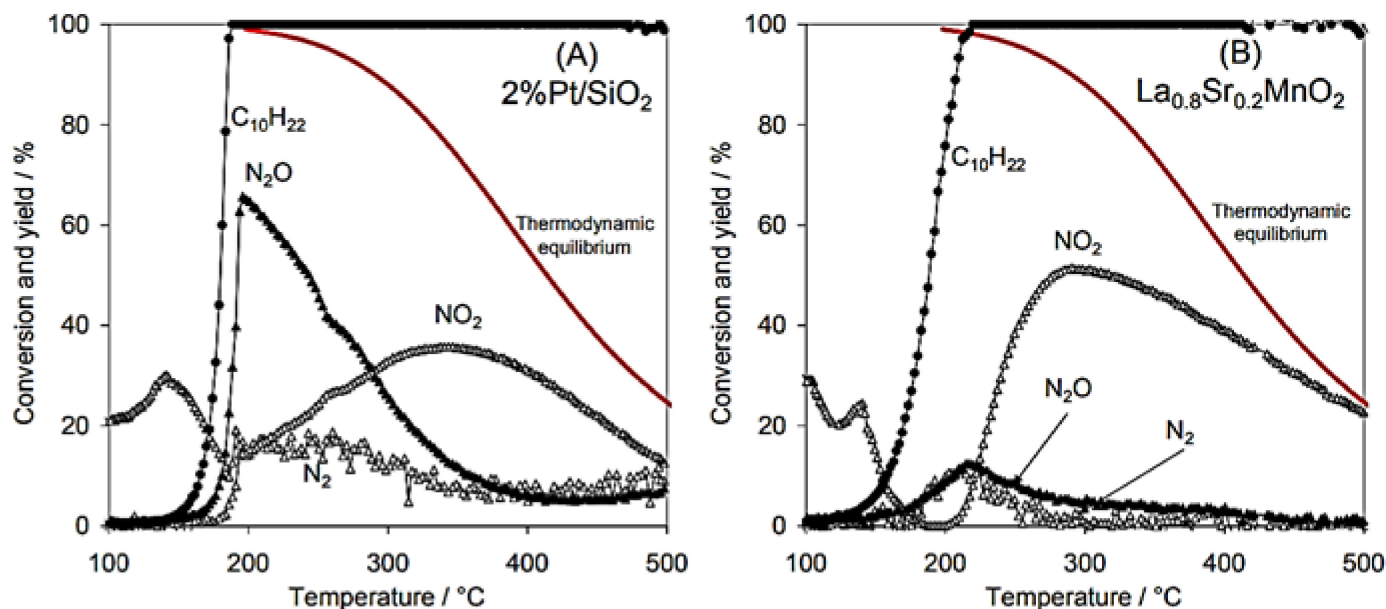 100
80
60
40
20
0
Conversion and yield / %
100
200
300
400
500
Temperature / °C
(A)
2%Pt/SiO₂
C₁₀H₂₂
N₂O
Thermodynamic
equilibrium
NO₂
N₂
100
80
60
40
20
0
Conversion and yield / %
100
200
300
400
500
Temperature / °C
(B)
La₀.₈Sr₀.₂MnO₂
C₁₀H₂₂
Thermodynamic
equilibrium
NO₂
N₂O
N₂